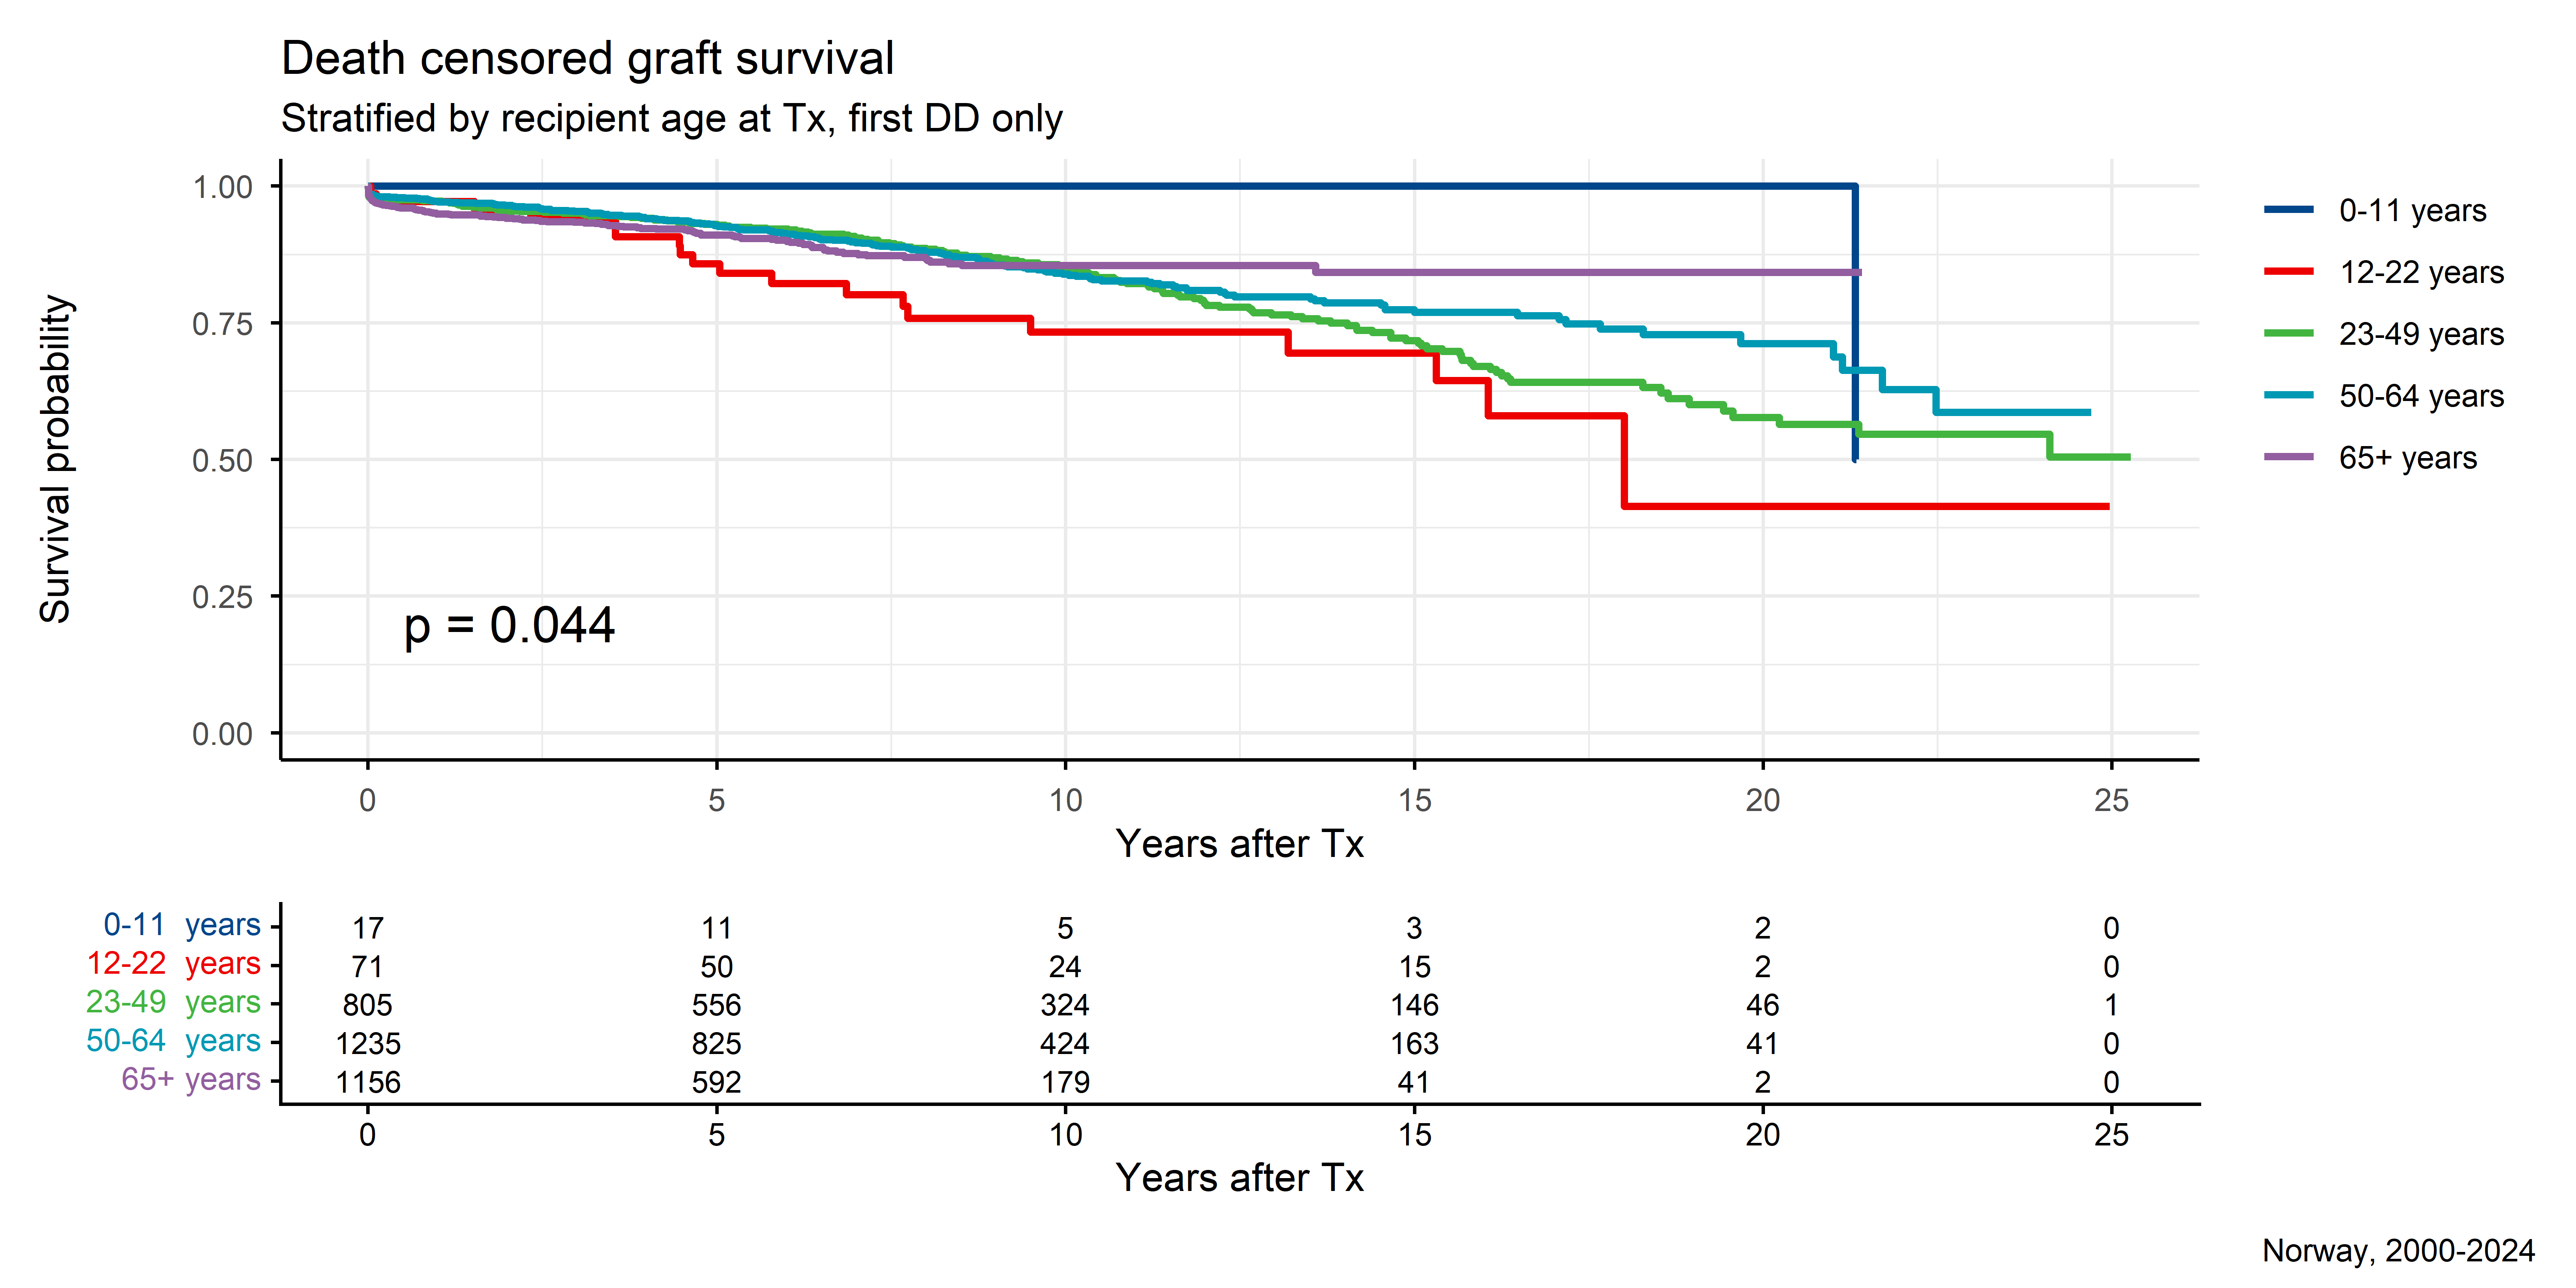 Death censored graft survival
Stratified by recipient age at Tx, first DD only
Survival probability
1.00
0.75
0.50
0.25
0.00
p = 0.044
0 5 10 15 20 25
Years after Tx
0-11 years
12-22 years
23-49 years
50-64 years
65+ years
0-11 years 17 11 5 3 2 0
12-22 years 71 50 24 15 2 0
23-49 years 805 556 324 146 46 1
50-64 years 1235 825 424 163 41 0
65+ years 1156 592 179 41 2 0
0 5 10 15 20 25
Years after Tx
Norway, 2000-2024